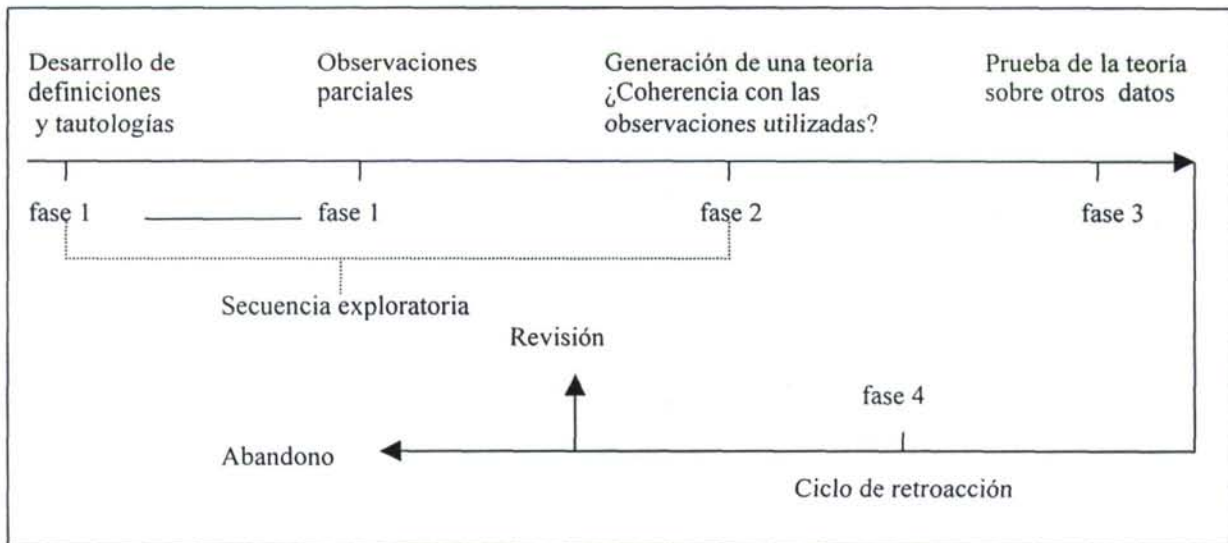 Desarrollo de
definiciones
y tautologías
Observaciones
parciales
Generación de una teoría
¿Coherencia con las
observaciones utilizadas?
Prueba de la teoría
sobre otros datos
fase 1
fase 1
fase 2
fase 3
Secuencia exploratoria
Revisión
fase 4
Abandono
Ciclo de retroacción